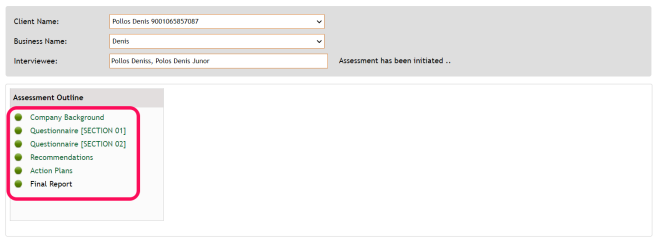 Client Name: Pollos Denis 9001065857087
Business Name: Denis
Interviewee: Pollos Deniss, Polos Denis Junor Assessment has been initiated ..
Assessment Outline
Company Background
Questionnaire [SECTION 01]
Questionnaire [SECTION 02]
Recommendations
Action Plans
Final Report